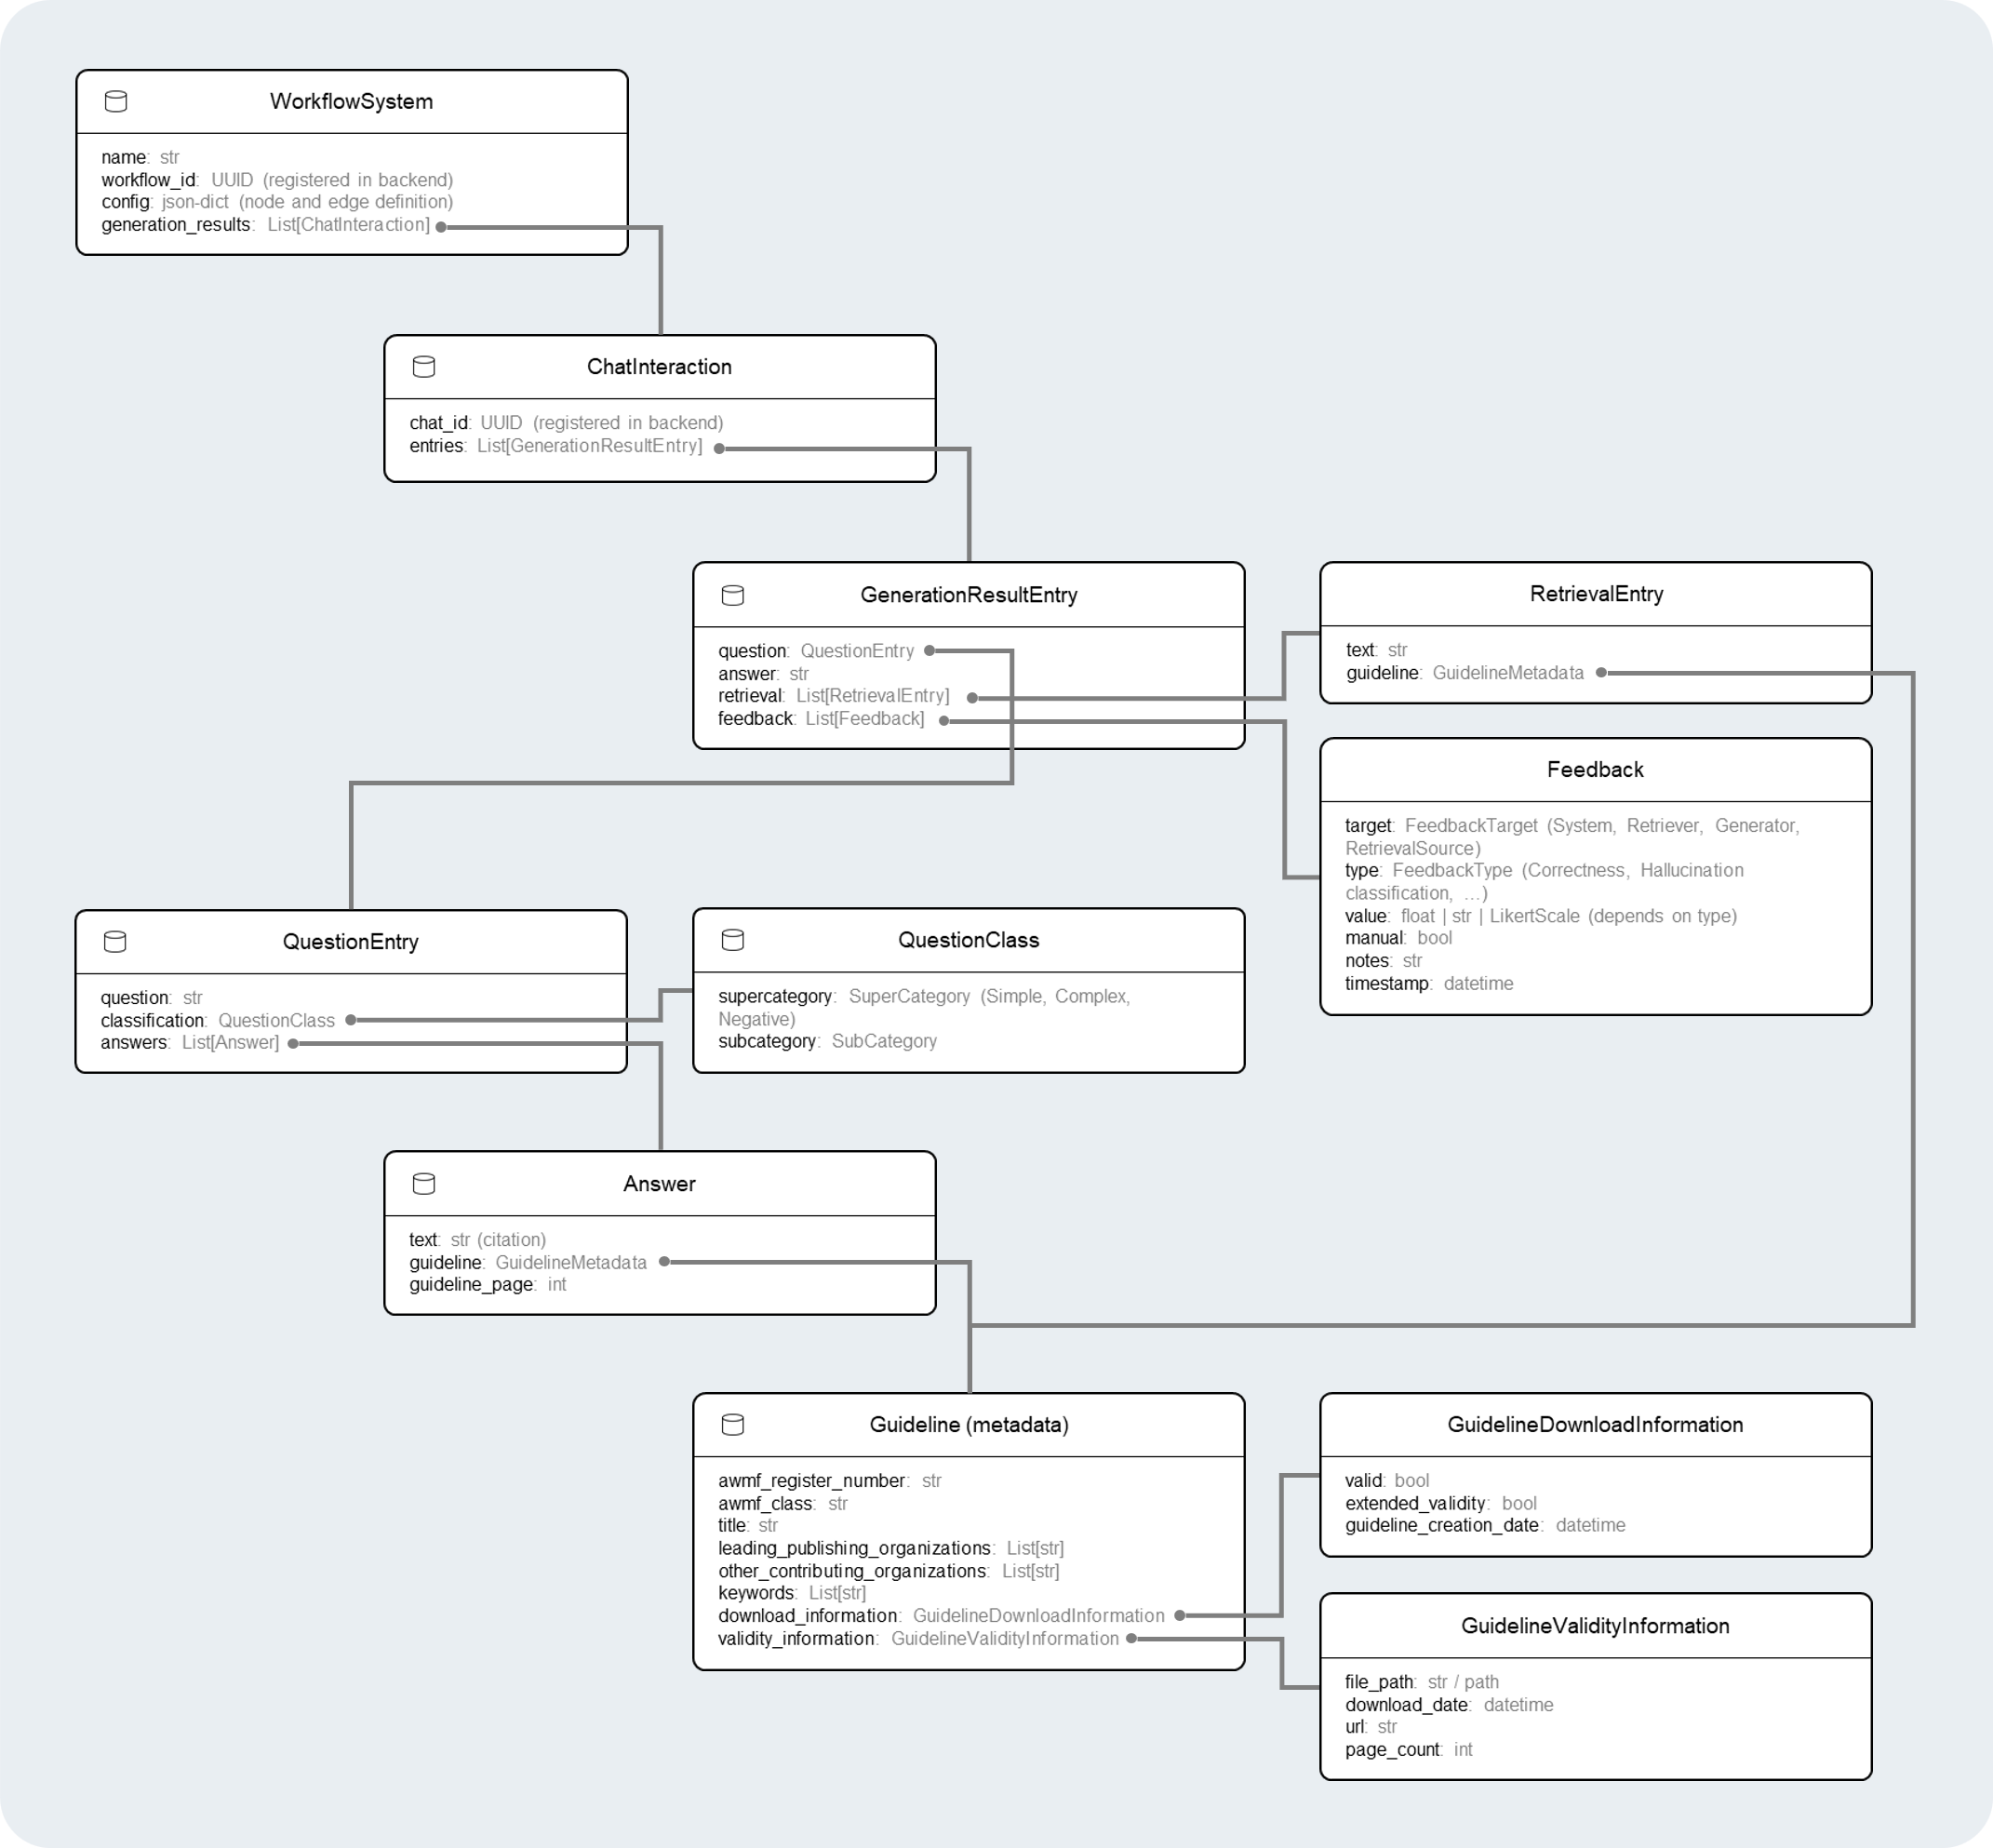 WorkflowSystem
name: str
workflow_id: UUID (registered in backend)
config: json-dict (node and edge definition)
generation_results: List[ChatInteraction]
ChatInteraction
chat_id: UUID (registered in backend)
entries: List[GenerationResultEntry]
GenerationResultEntry
question: QuestionEntry
answer: str
retrieval: List[RetrievalEntry]
feedback: List[Feedback]
RetrievalEntry
text: str
guideline: GuidelineMetadata
Feedback
target: FeedbackTarget (System, Retriever, Generator,
RetrievalSource)
type: FeedbackType (Correctness, Hallucination
classification, ...)
value: float | str | LikertScale (depends on type)
manual: bool
notes: str
timestamp: datetime
QuestionEntry
question: str
classification: QuestionClass
answers: List[Answer]
QuestionClass
supercategory: SuperCategory (Simple, Complex,
Negative)
subcategory: SubCategory
Answer
text: str (citation)
guideline: GuidelineMetadata
guideline_page: int
Guideline (metadata)
awmf_register_number: str
awmf_class: str
title: str
leading_publishing_organizations: List[str]
other_contributing_organizations: List[str]
keywords: List[str]
download_information: GuidelineDownloadInformation
validity_information: GuidelineValidityInformation
GuidelineDownloadInformation
valid: bool
extended_validity: bool
guideline_creation_date: datetime
GuidelineValidityInformation
file_path: str / path
download_date: datetime
url: str
page_count: int